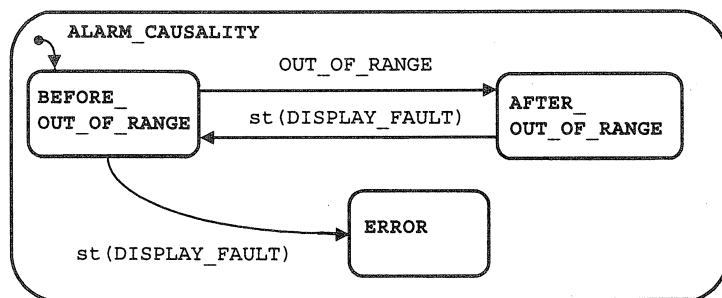 ALARM_CAUSALITY
OUT_OF_RANGE
BEFORE_
OUT_OF_RANGE
st(DISPLAY_FAULT)
AFTER_
OUT_OF_RANGE
ERROR
st(DISPLAY_FAULT)